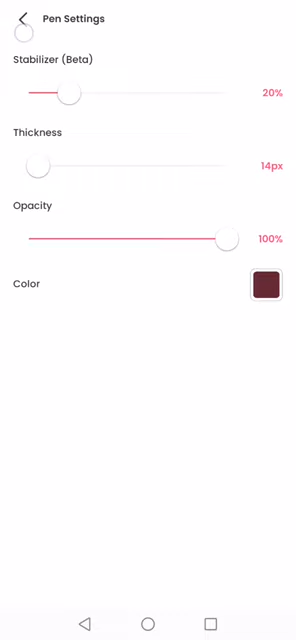 Pen Settings
Stabilizer (Beta)
20%
Thickness
14px
Opacity
100%
Color